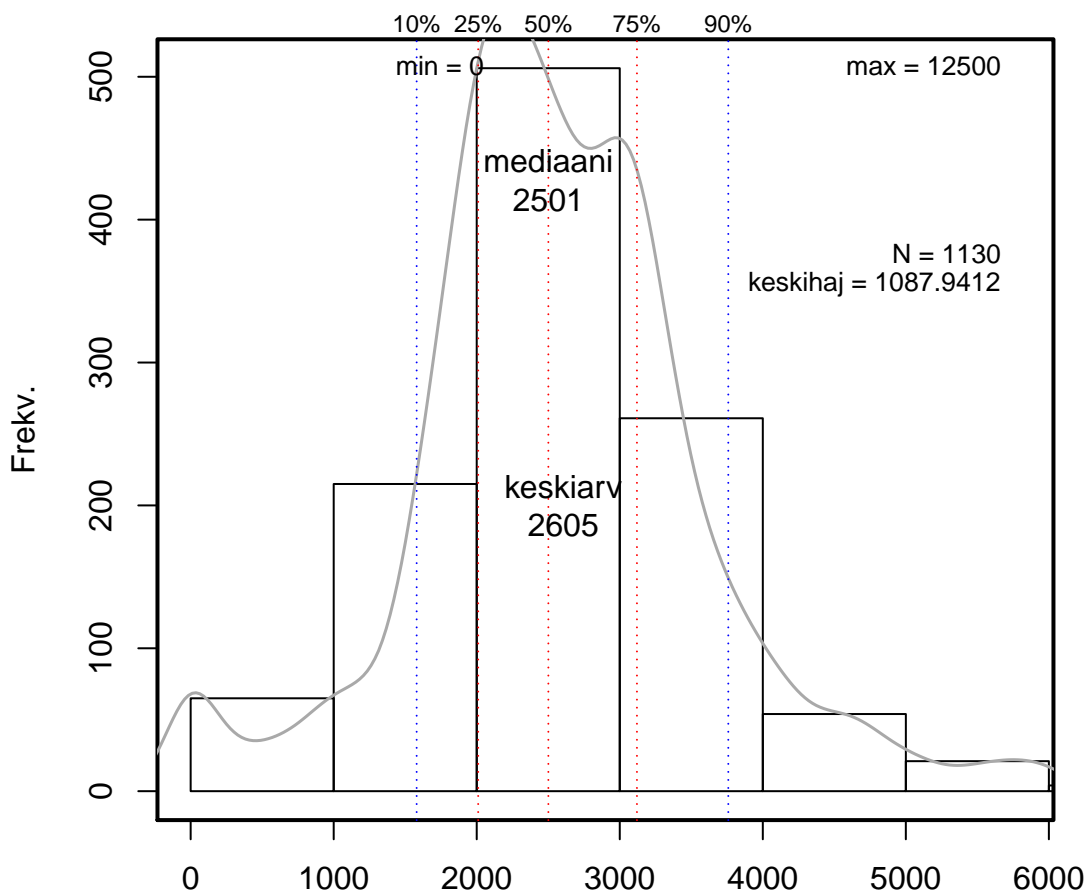 10% 25% 50% 75% 90%
min = 0 max = 12500
mediaani
2501
N = 1130
keskihaj = 1087.9412
keskiarv
2605
Frekv.
500
400
300
200
100
0
0 1000 2000 3000 4000 5000 6000